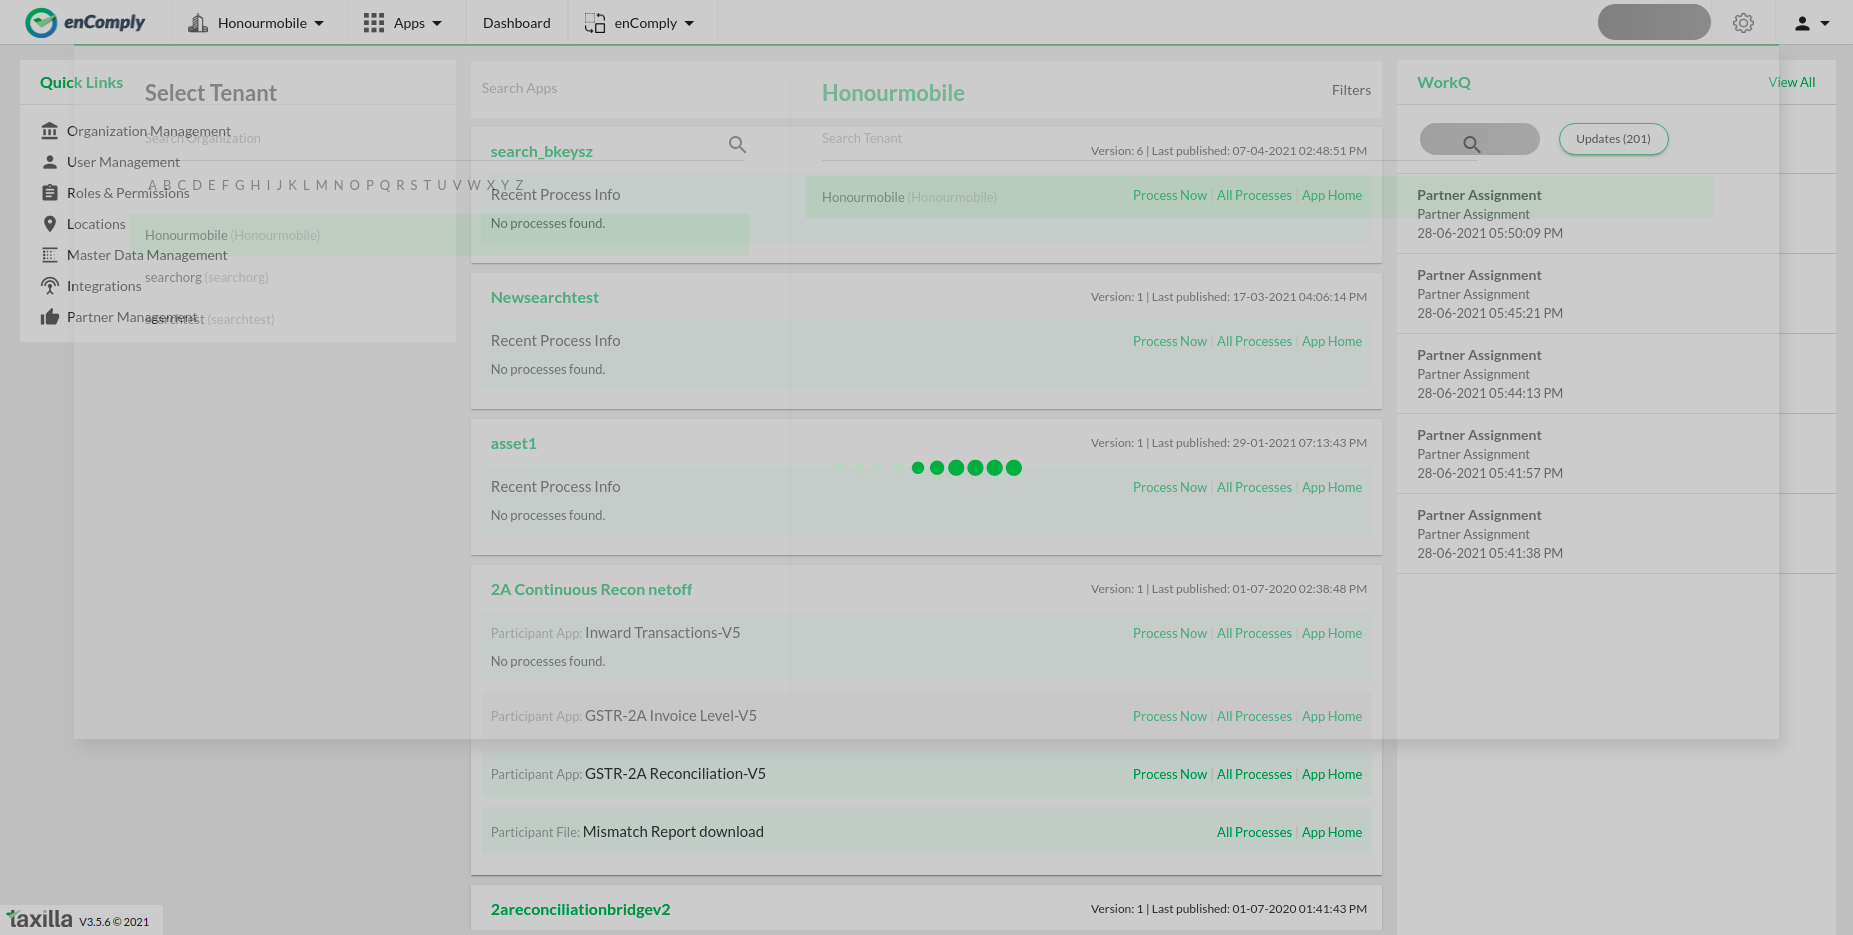 enComply
Honourmobile
Apps
Dashboard
enComply
Quick Links
Organization Management
User Management
Roles & Permissions
Locations
Master Data Management
Integrations
Partner Management
Select Tenant
Search Organization
A B C D E F G H I J K L M N O P Q R S T U V W X Y Z
Honourmobile (Honourmobile)
searchorg (searchorg)
searchtest (searchtest)
Honourmobile
Search Tenant
Honourmobile (Honourmobile)
Search Apps
Filters
search_bkeysz
Version: 6 | Last published: 07-04-2021 02:48:51 PM
Recent Process Info
Process Now | All Processes | App Home
No processes found.
Newsearchtest
Version: 1 | Last published: 17-03-2021 04:06:14 PM
Recent Process Info
Process Now | All Processes | App Home
No processes found.
asset1
Version: 1 | Last published: 29-01-2021 07:13:43 PM
Recent Process Info
Process Now | All Processes | App Home
No processes found.
2A Continuous Recon netoff
Version: 1 | Last published: 01-07-2020 02:38:48 PM
Participant App: Inward Transactions-V5
Process Now | All Processes | App Home
No processes found.
Participant App: GSTR-2A Invoice Level-V5
Process Now | All Processes | App Home
Participant App: GSTR-2A Reconciliation-V5
Process Now | All Processes | App Home
Participant File: Mismatch Report download
All Processes | App Home
2areconciliationbridgev2
Version: 1 | Last published: 01-07-2020 01:41:43 PM
WorkQ
View All
Updates (201)
Partner Assignment
Partner Assignment
28-06-2021 05:50:09 PM
Partner Assignment
Partner Assignment
28-06-2021 05:45:21 PM
Partner Assignment
Partner Assignment
28-06-2021 05:44:13 PM
Partner Assignment
Partner Assignment
28-06-2021 05:41:57 PM
Partner Assignment
Partner Assignment
28-06-2021 05:41:38 PM
taxilla V3.5.6 © 2021